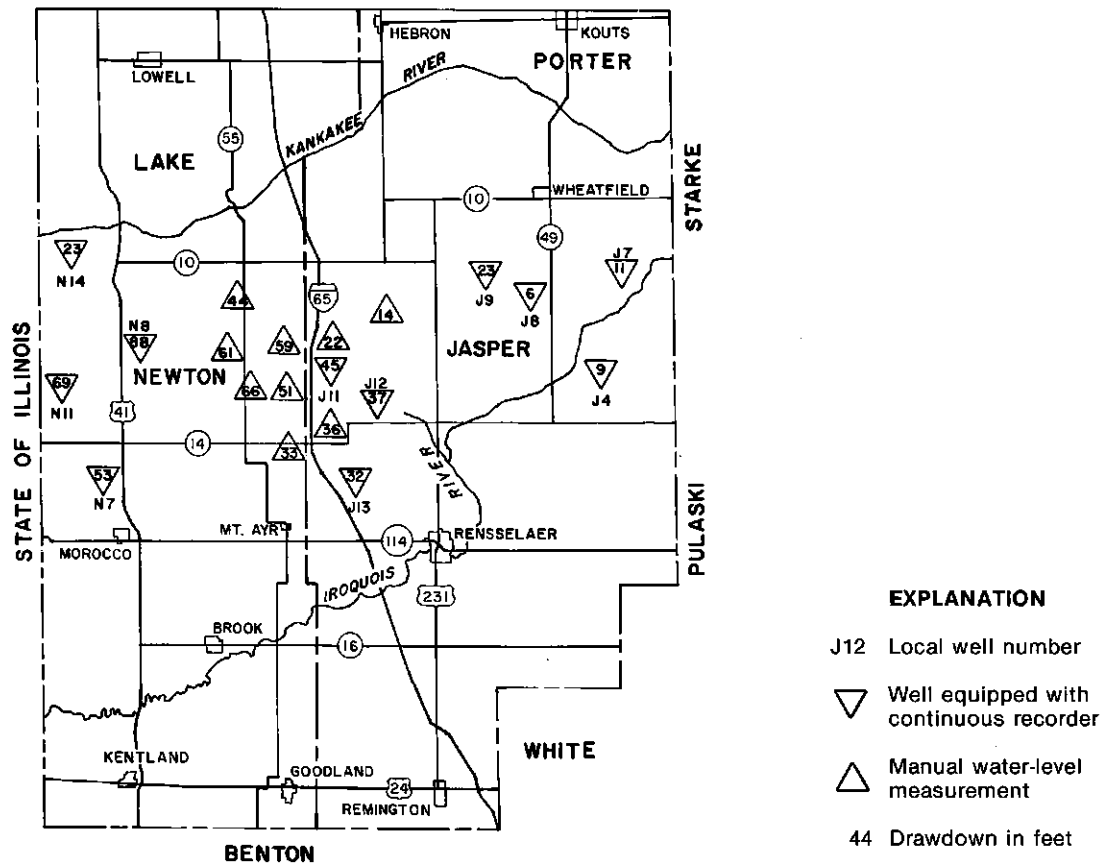 HEBRON
KOUTS
PORTER
LOWELL
RIVER
KANKAKEE
55
LAKE
STARKE
10
WHEATFIELD
49
23
N14
10
J7
11
23
J9
6
J8
44
65
14
N8
88
61
59
22
JASPER
NEWTON
69
N11
66
51
45
J11
J12
37
9
J4
41
36
STATE OF ILLINOIS
14
33
RIVER
53
N7
32
J13
MT. AYR
114
RENSSELAER
MOROCCO
PULASKI
IROQUOIS
231
BROOK
16
WHITE
KENTLAND
GOODLAND
24
REMINGTON
BENTON
EXPLANATION
J12 Local well number
Well equipped with
continuous recorder
Manual water-level
measurement
44 Drawdown in feet